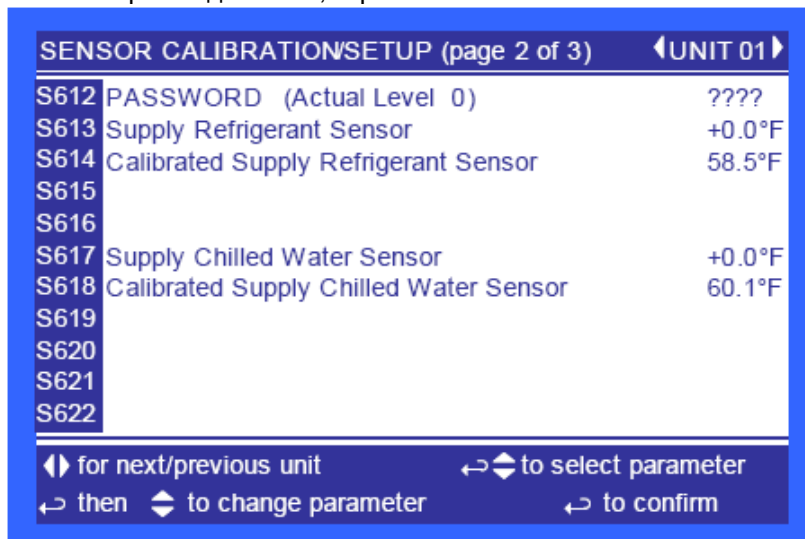 SENSOR CALIBRATION/SETUP (page 2 of 3) UNIT 01
S612 PASSWORD (Actual Level 0) ????
S613 Supply Refrigerant Sensor +0.0°F
S614 Calibrated Supply Refrigerant Sensor 58.5°F
S615
S616
S617 Supply Chilled Water Sensor +0.0°F
S618 Calibrated Supply Chilled Water Sensor 60.1°F
S619
S620
S621
S622
for next/previous unit to select parameter
then to change parameter to confirm